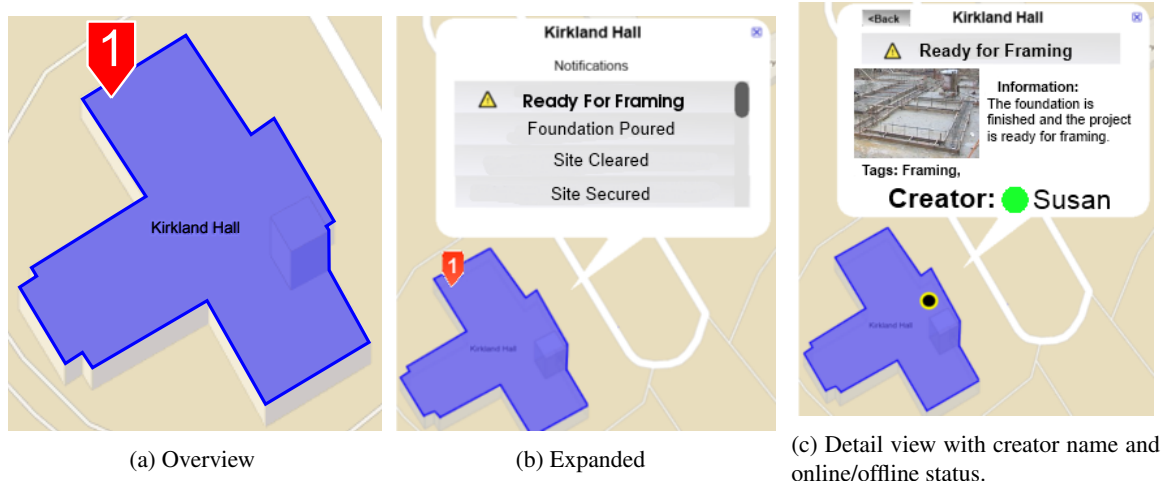 1
Kirkland Hall
(a) Overview
Kirkland Hall
Notifications
Ready For Framing
Foundation Poured
Site Cleared
Site Secured
1
Kirkland Hall
(b) Expanded
<Back Kirkland Hall
Ready for Framing
Information:
The foundation is
finished and the project
is ready for framing.
Tags: Framing,
Creator: Susan
Kirkland Hall
(c) Detail view with creator name and
online/offline status.